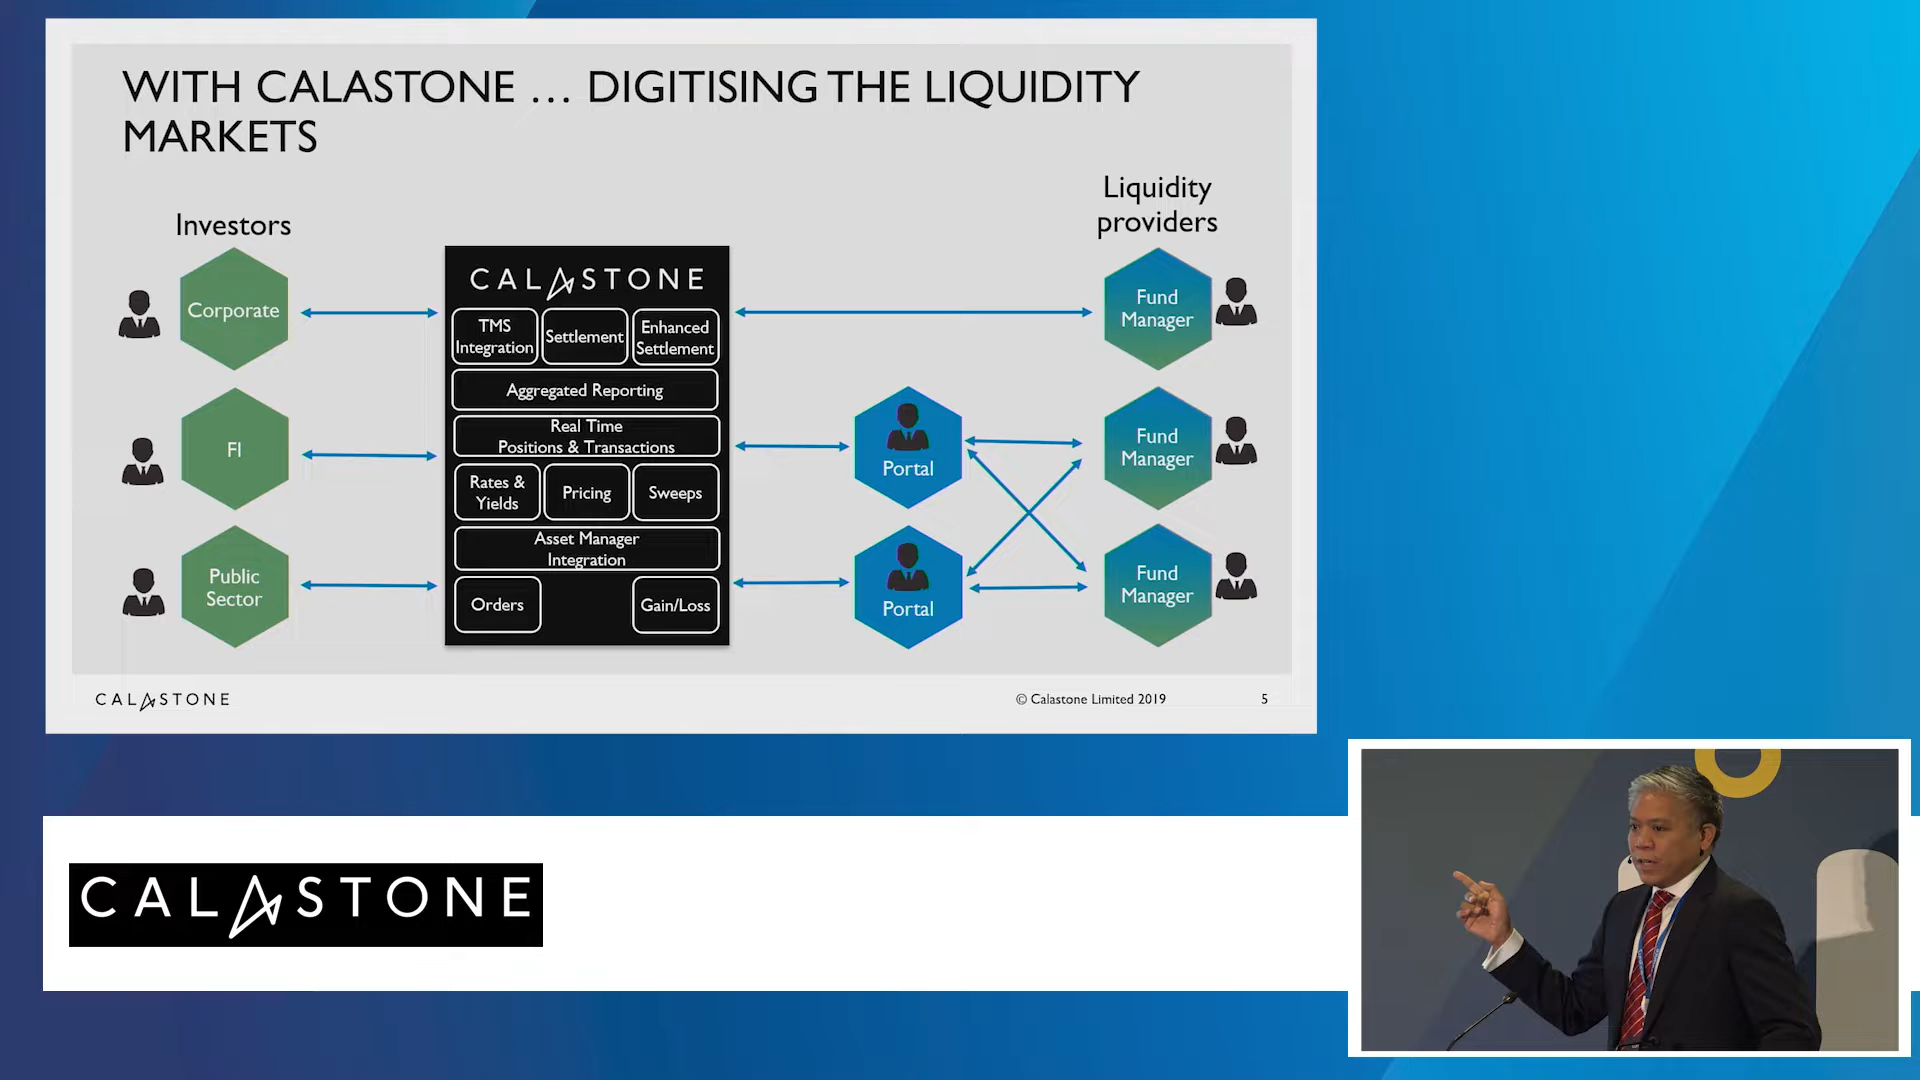 WITH CALASTONE ... DIGITISING THE LIQUIDITY
MARKETS
Investors
Liquidity
providers
Corporate
FI
Public
Sector
CALASTONE
TMS
Integration
Settlement
Enhanced
Settlement
Aggregated Reporting
Real Time
Positions & Transactions
Rates &
Yields
Pricing
Sweeps
Asset Manager
Integration
Orders
Gain/Loss
Portal
Portal
Fund
Manager
Fund
Manager
Fund
Manager
CALASTONE
© Calastone Limited 2019
5
CALASTONE